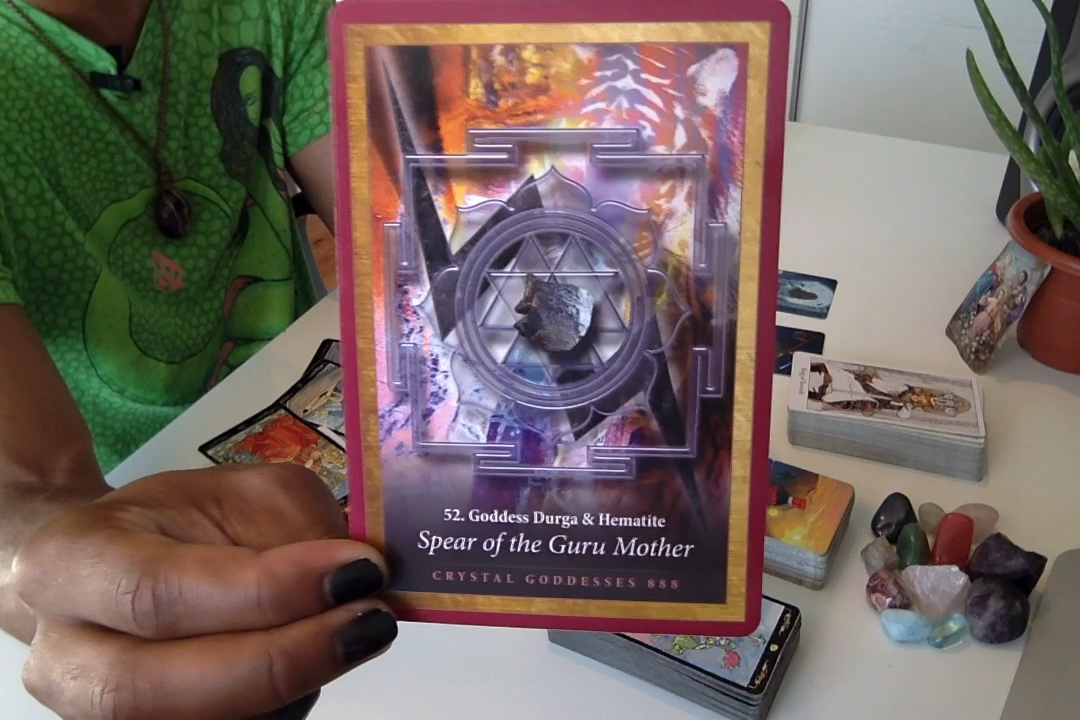 52. Goddess Durga & Hematite
Spear of the Guru Mother
CRYSTAL GODDESSES 888